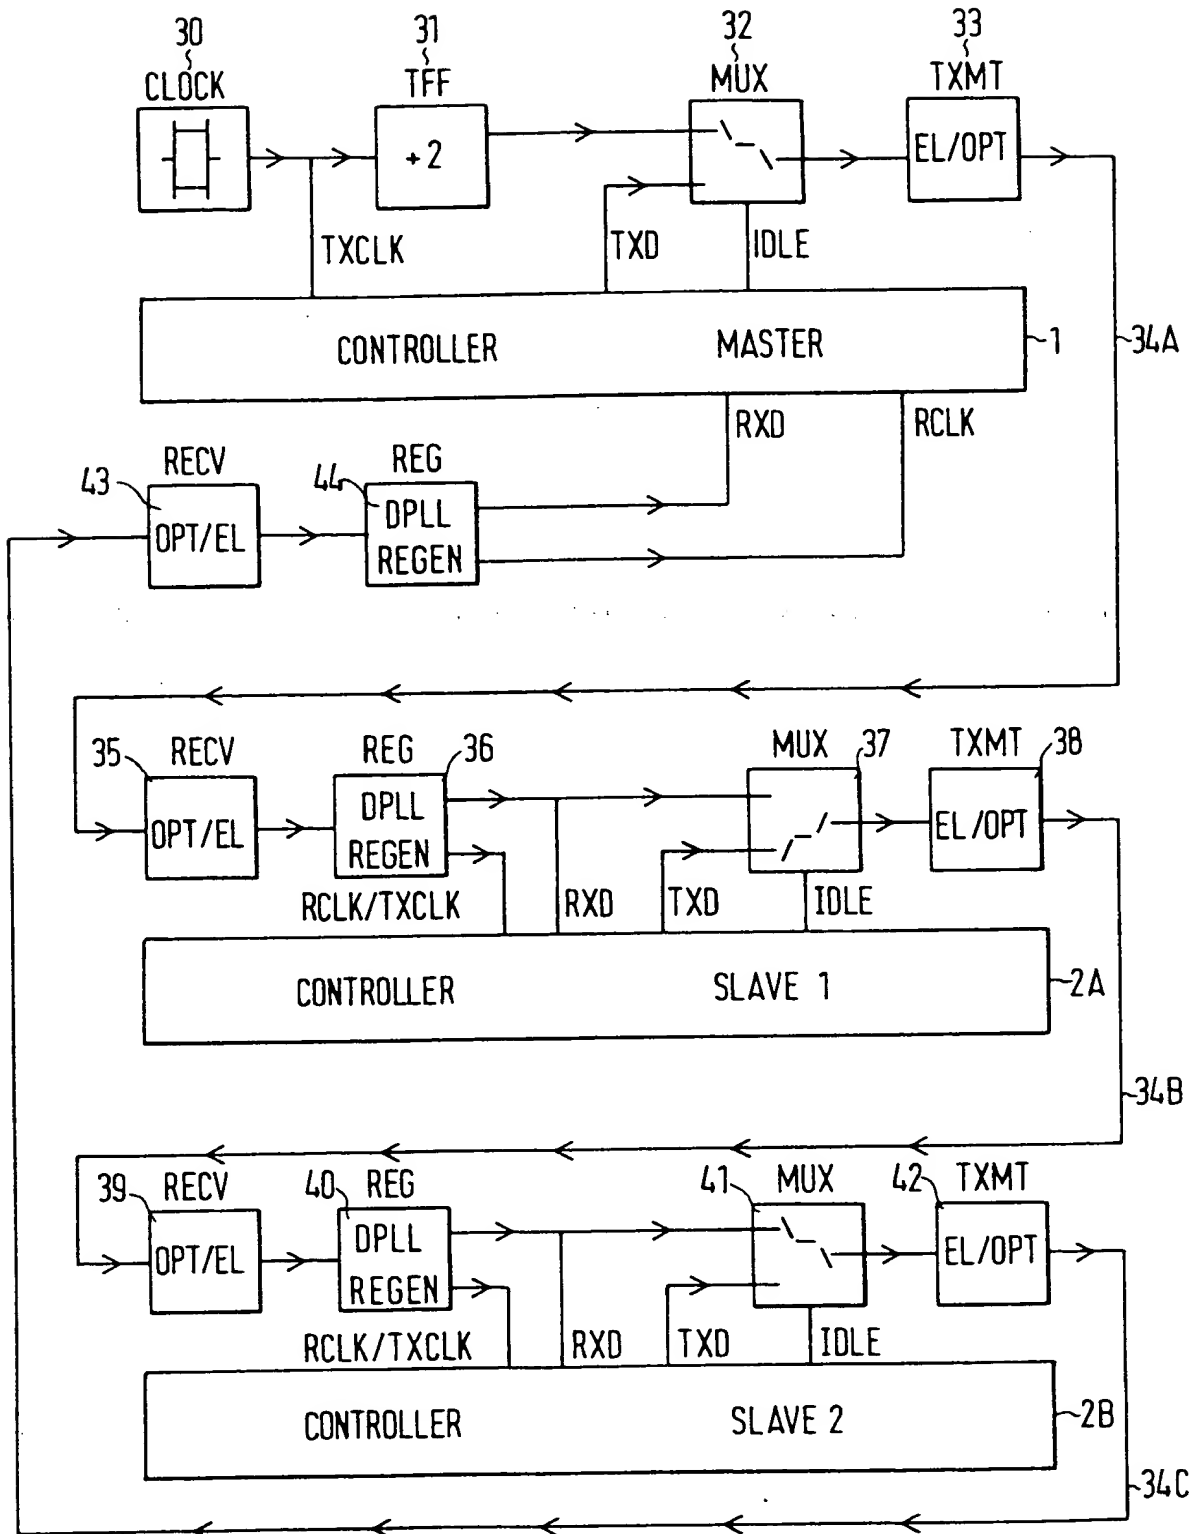 30 31 32 33
CLOCK TFF MUX TXMT
+2 EL/OPT
TXCLK TXD IDLE
CONTROLLER MASTER 1 34A
RXD RCLK
RECV REG
43 44
OPT/EL DPLL
REGEN
RECV REG 36 MUX 37 TXMT 38
35
OPT/EL DPLL
REGEN EL/OPT
RCLK/TXCLK RXD TXD IDLE
CONTROLLER SLAVE 1 2A
34B
39 RECV 40 REG 41 MUX 42 TXMT
OPT/EL DPLL
REGEN EL/OPT
RCLK/TXCLK RXD TXD IDLE
CONTROLLER SLAVE 2 2B
34C